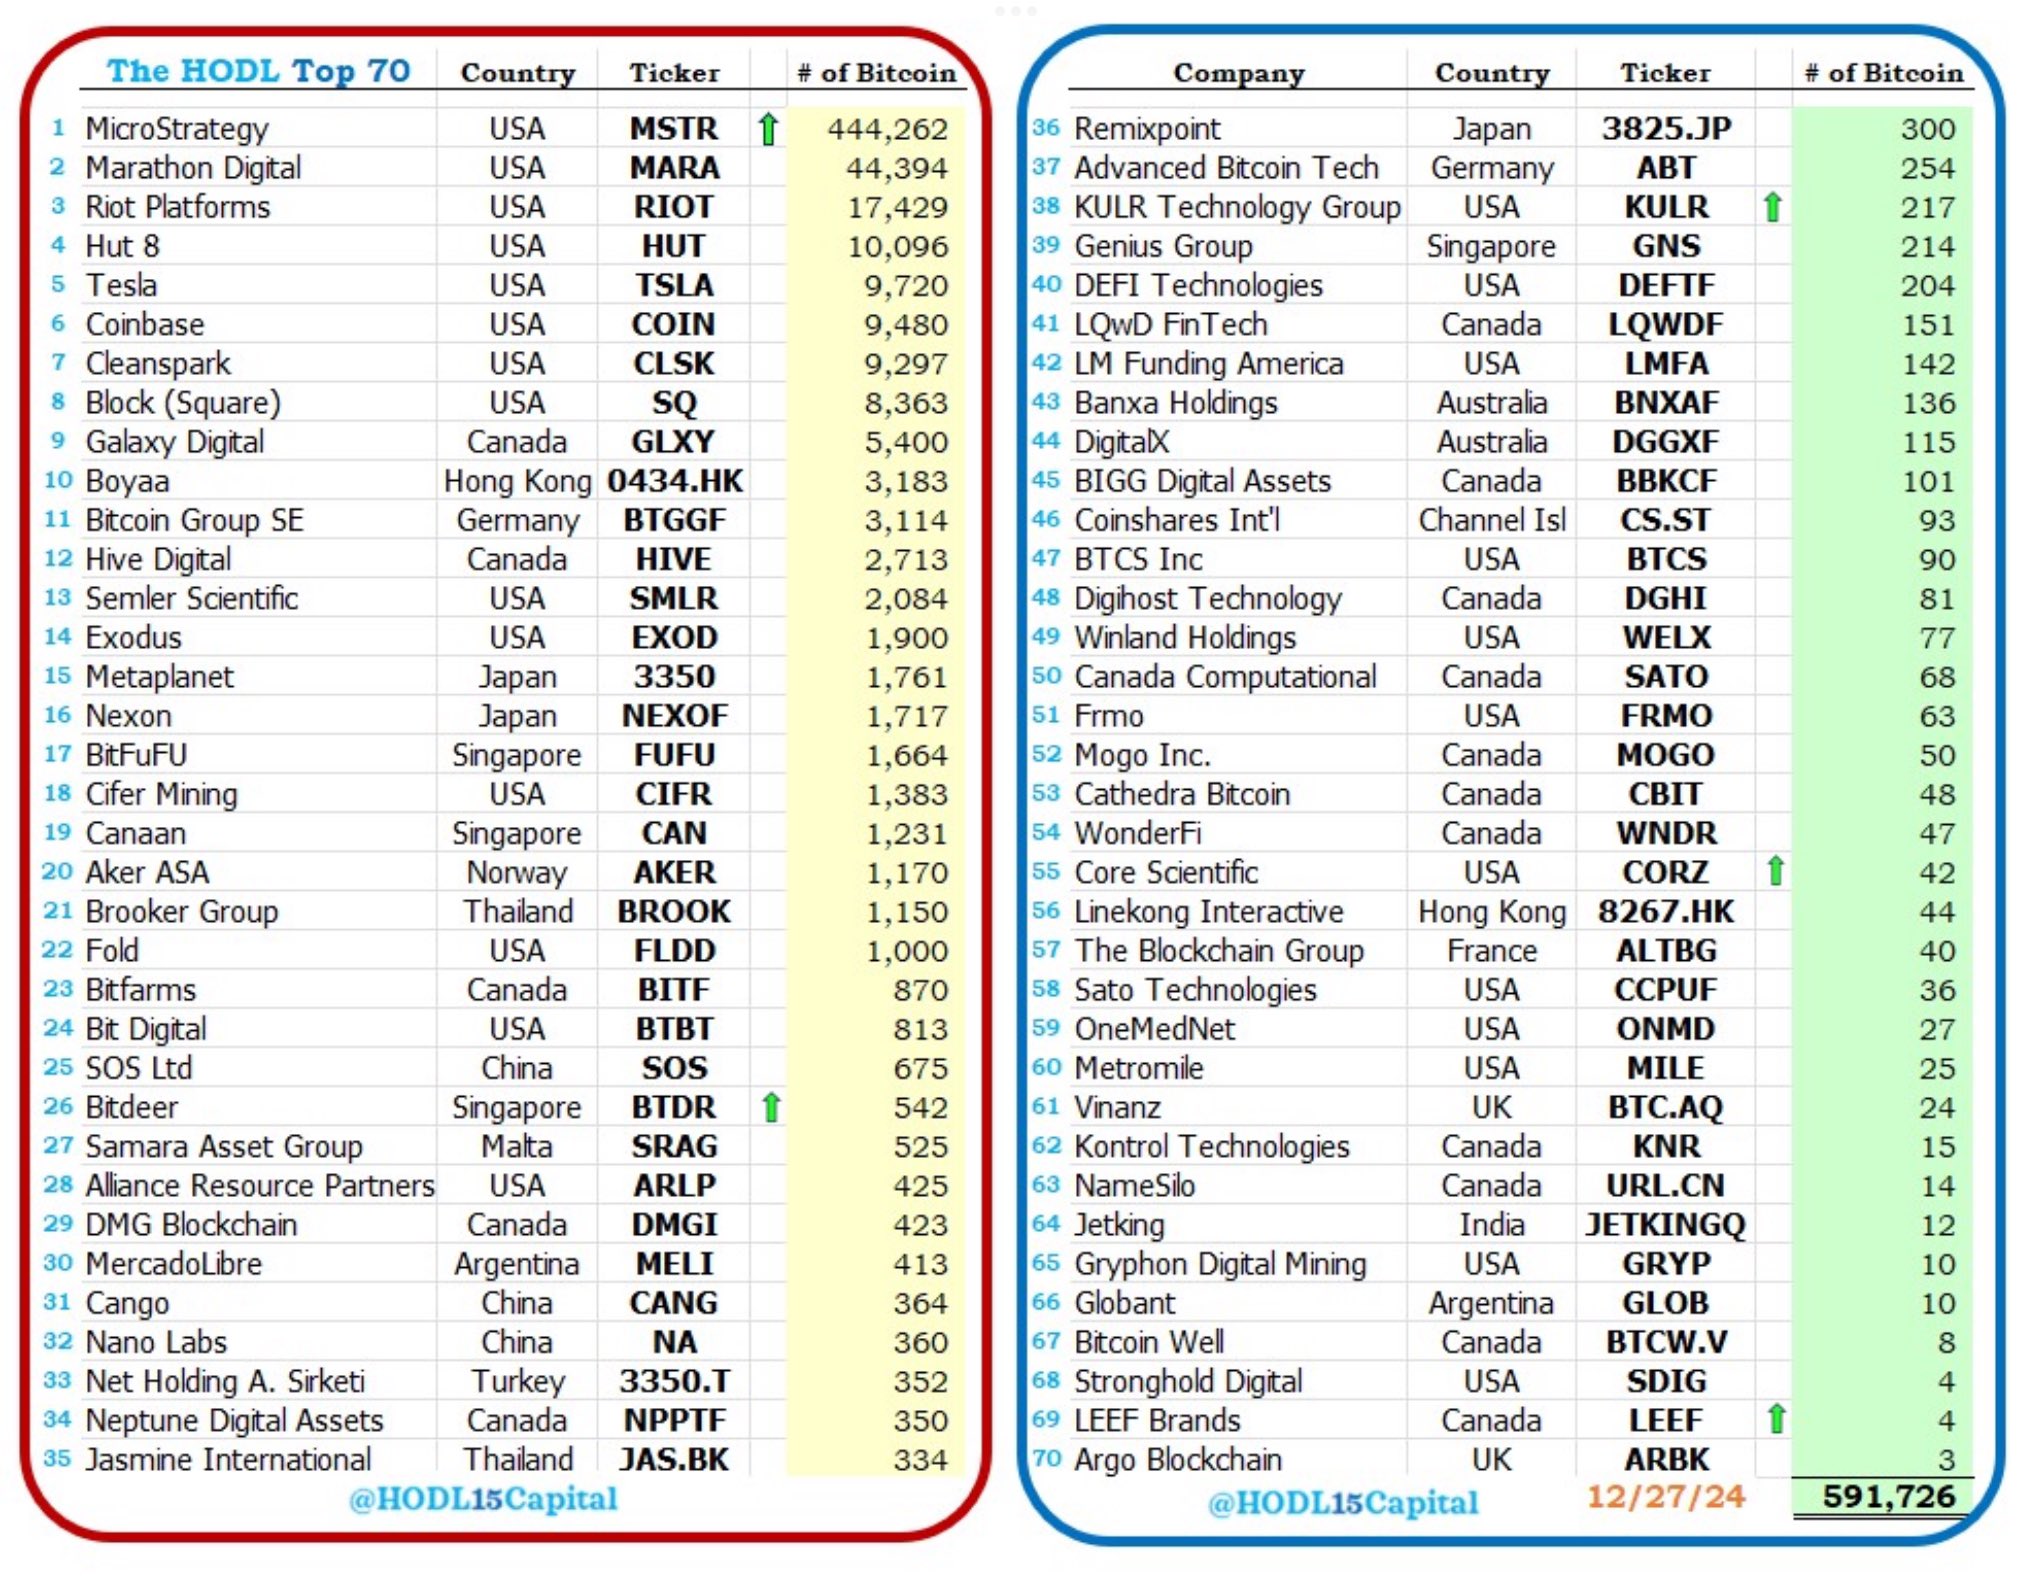 The HODL Top 70 Country Ticker # of Bitcoin
1 MicroStrategy USA MSTR 444,262
2 Marathon Digital USA MARA 44,394
3 Riot Platforms USA RIOT 17,429
4 Hut 8 USA HUT 10,096
5 Tesla USA TSLA 9,720
6 Coinbase USA COIN 9,480
7 Cleanspark USA CLSK 9,297
8 Block (Square) USA SQ 8,363
9 Galaxy Digital Canada GLXY 5,400
10 Boyaa Hong Kong 0434.HK 3,183
11 Bitcoin Group SE Germany BTGGF 3,114
12 Hive Digital Canada HIVE 2,713
13 Semler Scientific USA SMLR 2,084
14 Exodus USA EXOD 1,900
15 Metaplanet Japan 3350 1,761
16 Nexon Japan NEXOF 1,717
17 BitFuFU Singapore FUFU 1,664
18 Cifer Mining USA CIFR 1,383
19 Canaan Singapore CAN 1,231
20 Aker ASA Norway AKER 1,170
21 Brooker Group Thailand BROOK 1,150
22 Fold USA FLDD 1,000
23 Bitfarms Canada BITF 870
24 Bit Digital USA BTBT 813
25 SOS Ltd China SOS 675
26 Bitdeer Singapore BTDR 542
27 Samara Asset Group Malta SRAG 525
28 Alliance Resource Partners USA ARLP 425
29 DMG Blockchain Canada DMGI 423
30 MercadoLibre Argentina MELI 413
31 Cango China CANG 364
32 Nano Labs China NA 360
33 Net Holding A. Sirketi Turkey 3350.T 352
34 Neptune Digital Assets Canada NPPTF 350
35 Jasmine International Thailand JAS.BK 334
@HODL15Capital
Company Country Ticker # of Bitcoin
36 Remixpoint Japan 3825.JP 300
37 Advanced Bitcoin Tech Germany ABT 254
38 KULR Technology Group USA KULR 217
39 Genius Group Singapore GNS 214
40 DEFI Technologies USA DEFTF 204
41 LQwD FinTech Canada LQWDF 151
42 LM Funding America USA LMFA 142
43 Banxa Holdings Australia BNXAF 136
44 DigitalX Australia DGGXF 115
45 BIGG Digital Assets Canada BBKCF 101
46 Coinshares Int'l Channel Isl CS.ST 93
47 BTCS Inc USA BTCS 90
48 Digihost Technology Canada DGHI 81
49 Winland Holdings USA WELX 77
50 Canada Computational Canada SATO 68
51 Frmo USA FRMO 63
52 Mogo Inc. Canada MOGO 50
53 Cathedra Bitcoin Canada CBIT 48
54 WonderFi Canada WNDR 47
55 Core Scientific USA CORZ 42
56 Linekong Interactive Hong Kong 8267.HK 44
57 The Blockchain Group France ALTBG 40
58 Sato Technologies USA CCPUF 36
59 OneMedNet USA ONMD 27
60 Metromile USA MILE 25
61 Vinanz UK BTC.AQ 24
62 Kontrol Technologies Canada KNR 15
63 NameSilo Canada URL.CN 14
64 Jetking India JETKINGQ 12
65 Gryphon Digital Mining USA GRYP 10
66 Globant Argentina GLOB 10
67 Bitcoin Well Canada BTCW.V 8
68 Stronghold Digital USA SDIG 4
69 LEEF Brands Canada LEEF 4
70 Argo Blockchain UK ARBK 3
@HODL15Capital 12/27/24 591,726